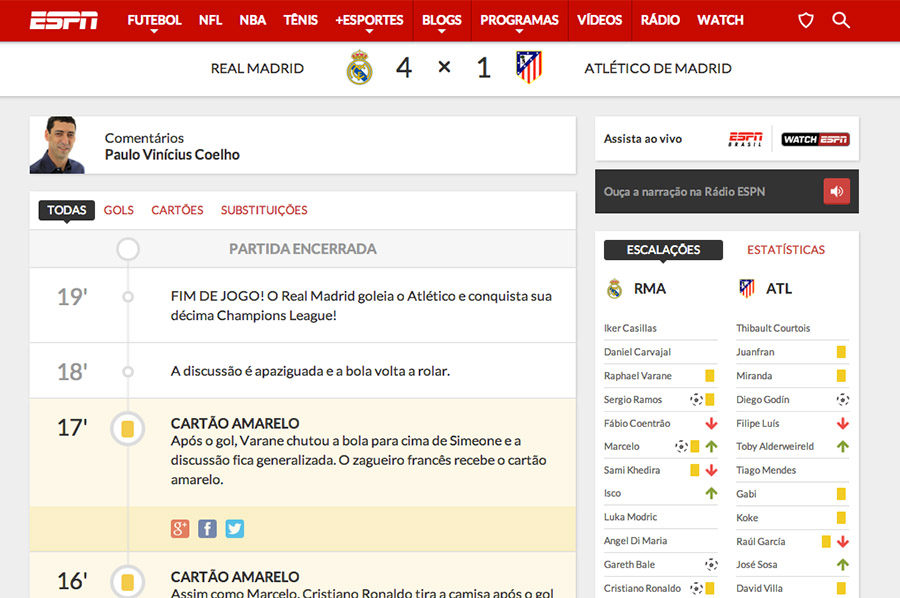 ESPN FUTEBOL NFL NBA TÊNIS +ESPORTES BLOGS PROGRAMAS VÍDEOS RÁDIO WATCH
REAL MADRID 4 × 1 ATLÉTICO DE MADRID
Comentários
Paulo Vinícius Coelho
TODAS GOLS CARTÕES SUBSTITUIÇÕES
PARTIDA ENCERRADA
19' FIM DE JOGO! O Real Madrid goleia o Atlético e conquista sua
décima Champions League!
18' A discussão é apaziguada e a bola volta a rolar.
17' CARTÃO AMARELO
Após o gol, Varane chutou a bola para cima de Simeone e a
discussão fica generalizada. O zagueiro francês recebe o cartão
amarelo.
g+ f
16' CARTÃO AMARELO
Assim como Marcelo, Cristiano Ronaldo tira a camisa após o gol
Assista ao vivo ESPN BRASIL WATCH ESPN
Ouça a narração na Rádio ESPN
ESCALAÇÕES ESTATÍSTICAS
RMA ATL
Iker Casillas Thibault Courtois
Daniel Carvajal Juanfran
Raphael Varane Miranda
Sergio Ramos Diego Godín
Fábio Coentrão Filipe Luís
Marcelo Toby Alderweireld
Sami Khedira Tiago Mendes
Isco Gabi
Luka Modric Koke
Angel Di Maria Raúl García
Gareth Bale José Sosa
Cristiano Ronaldo David Villa